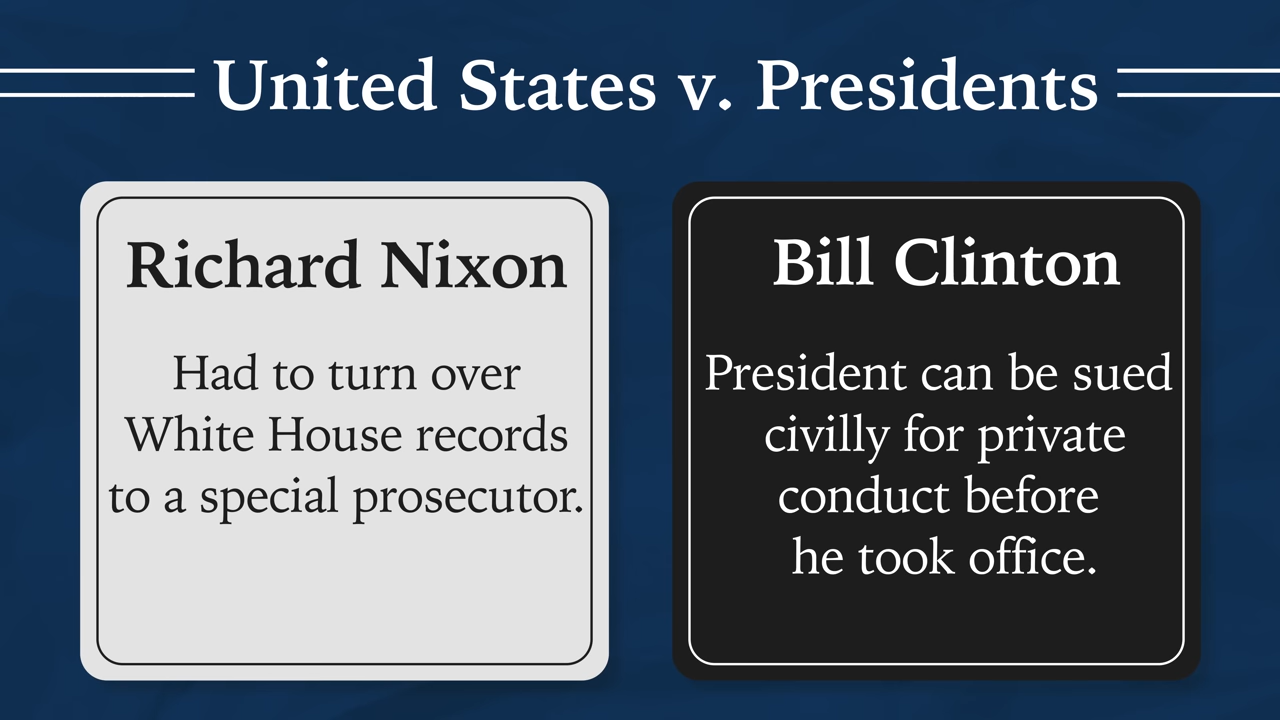 United States v. Presidents
Richard Nixon
Had to turn over
White House records
to a special prosecutor.
Bill Clinton
President can be sued
civilly for private
conduct before
he took office.